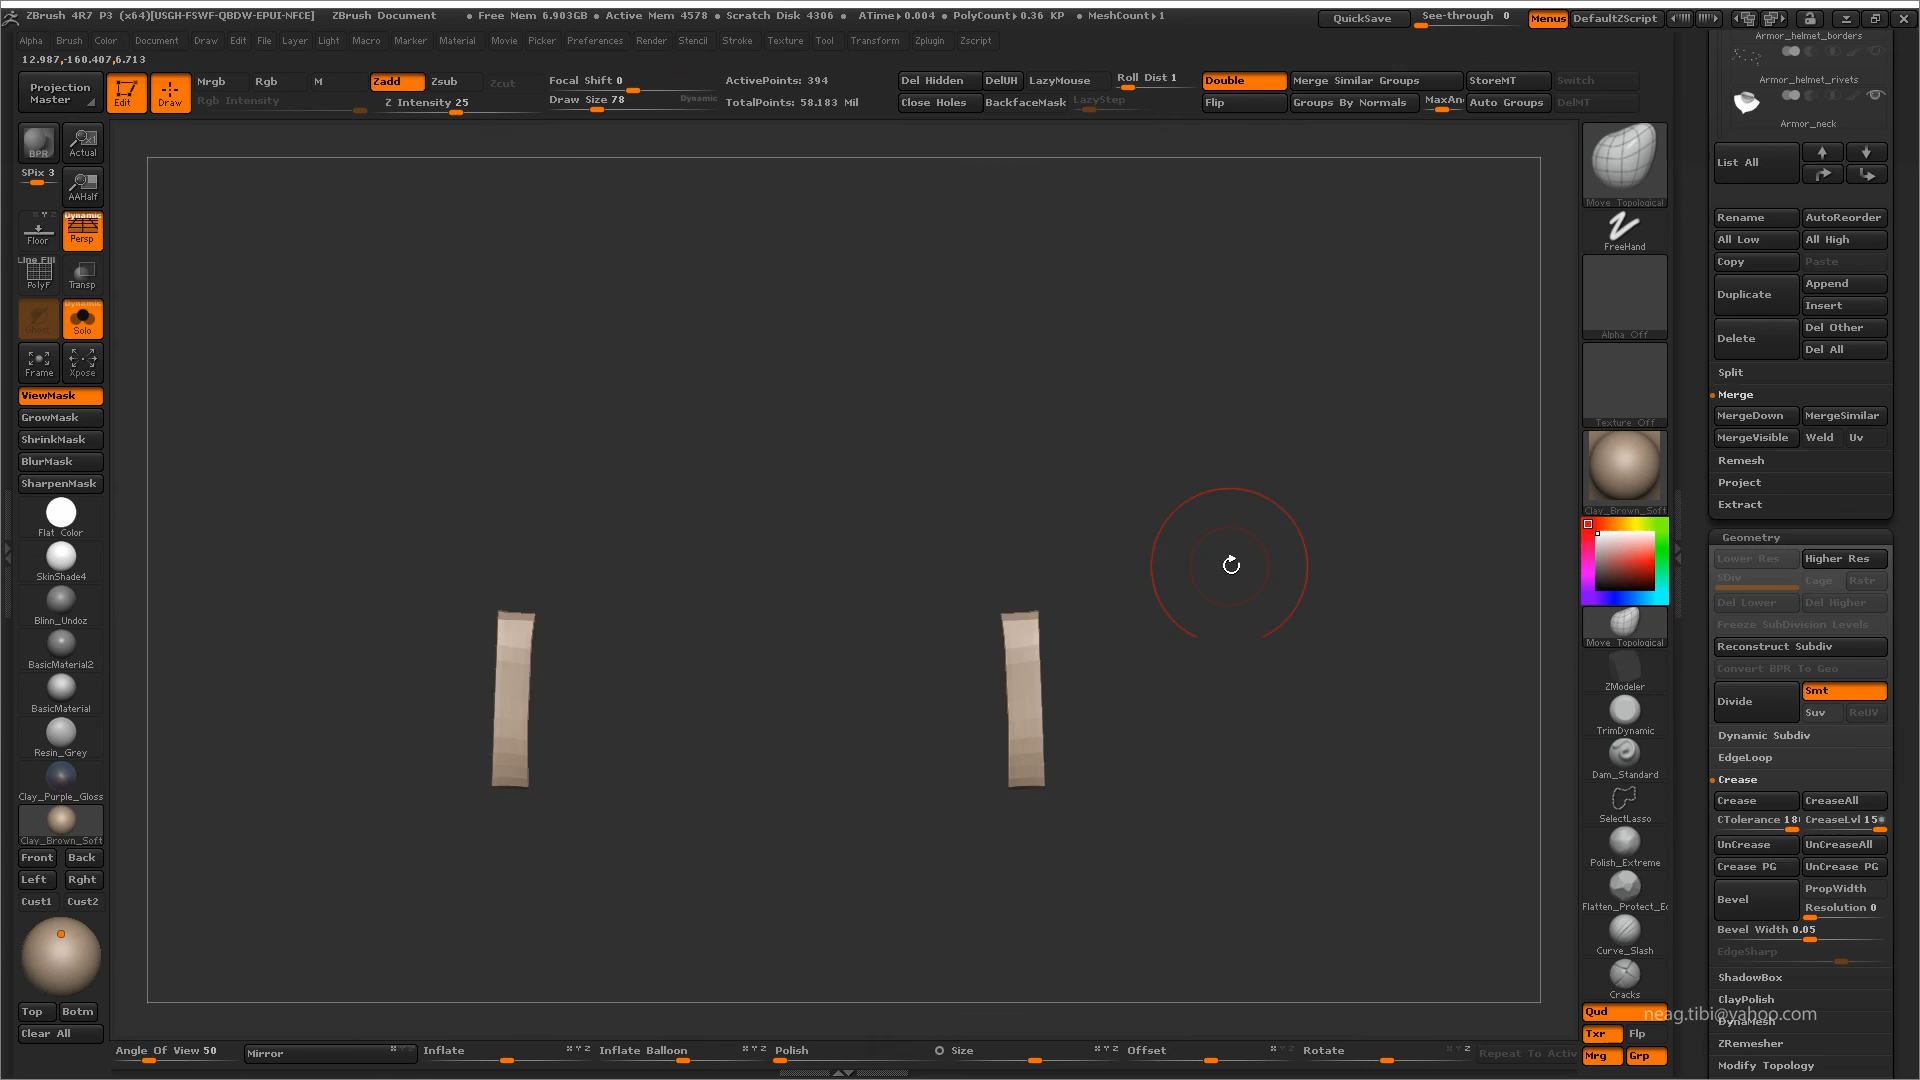 ZBrush 4R7 P3 (x64)[USGH-FSWF-QBDW-EPUI-NFCE] ZBrush Document • Free Mem 6.903GB • Active Mem 4578 • Scratch Disk 4306 • ATime▸0.004 • PolyCount▸0.36 KP • MeshCount▸1 QuickSave See-through 0 Menus DefaultZScript
Alpha Brush Color Document Draw Edit File Layer Light Macro Marker Material Movie Picker Preferences Render Stencil Stroke Texture Tool Transform Zplugin Zscript
12.987,-160.407,6.713
Projection Master Edit Draw
Mrgb Rgb M Zadd Zsub Zcut
Rgb Intensity Z Intensity 25
Focal Shift 0
Draw Size 78 Dynamic
ActivePoints: 394
TotalPoints: 58.183 Mil
Del Hidden DelUH LazyMouse Roll Dist 1
Close Holes BackfaceMask LazyStep
Double Merge Similar Groups StoreMT Switch
Flip Groups By Normals MaxAn Auto Groups DelMT
BPR Actual
SPix 3 AAHalf
Floor Dynamic Persp
Line Fill PolyF Transp
Ghost Dynamic Solo
Frame Xpose
ViewMask
GrowMask
ShrinkMask
BlurMask
SharpenMask
Flat Color
SkinShade4
Blinn_Undoz
BasicMaterial2
BasicMaterial
Resin_Grey
Clay_Purple_Gloss
Clay_Brown_Soft
Front Back
Left Rght
Cust1 Cust2
Top Botm
Clear All
Angle Of View 50 Mirror Inflate Inflate Balloon Polish Size Offset Rotate Repeat To Activ
Move Topological
FreeHand
Alpha Off
Texture Off
Clay_Brown_Soft
Move Topological
ZModeler
TrimDynamic
Dam_Standard
SelectLasso
Polish_Extreme
Flatten_Protect_Ed
Curve_Slash
Cracks
Qud
Txr Flp
Mrg Grp
Armor_helmet_borders
Armor_helmet_rivets
Armor_neck
List All
Rename AutoReorder
All Low All High
Copy Paste
Duplicate Append
Insert
Delete Del Other
Del All
Split
Merge
MergeDown MergeSimilar
MergeVisible Weld Uv
Remesh
Project
Extract
Geometry
Lower Res Higher Res
SDiv Cage Rstr
Del Lower Del Higher
Freeze SubDivision Levels
Reconstruct Subdiv
Convert BPR To Geo
Divide Smt
Suv ReUV
Dynamic Subdiv
EdgeLoop
Crease
Crease CreaseAll
CTolerance CreaseLvl 15
UnCrease UnCreaseAll
Crease PG UnCrease PG
Bevel PropWidth
Resolution 0
Bevel Width 0.05
EdgeSharp
ShadowBox
ClayPolish
neag.tibi@yahoo.com
DynaMesh
ZRemesher
Modify Topology